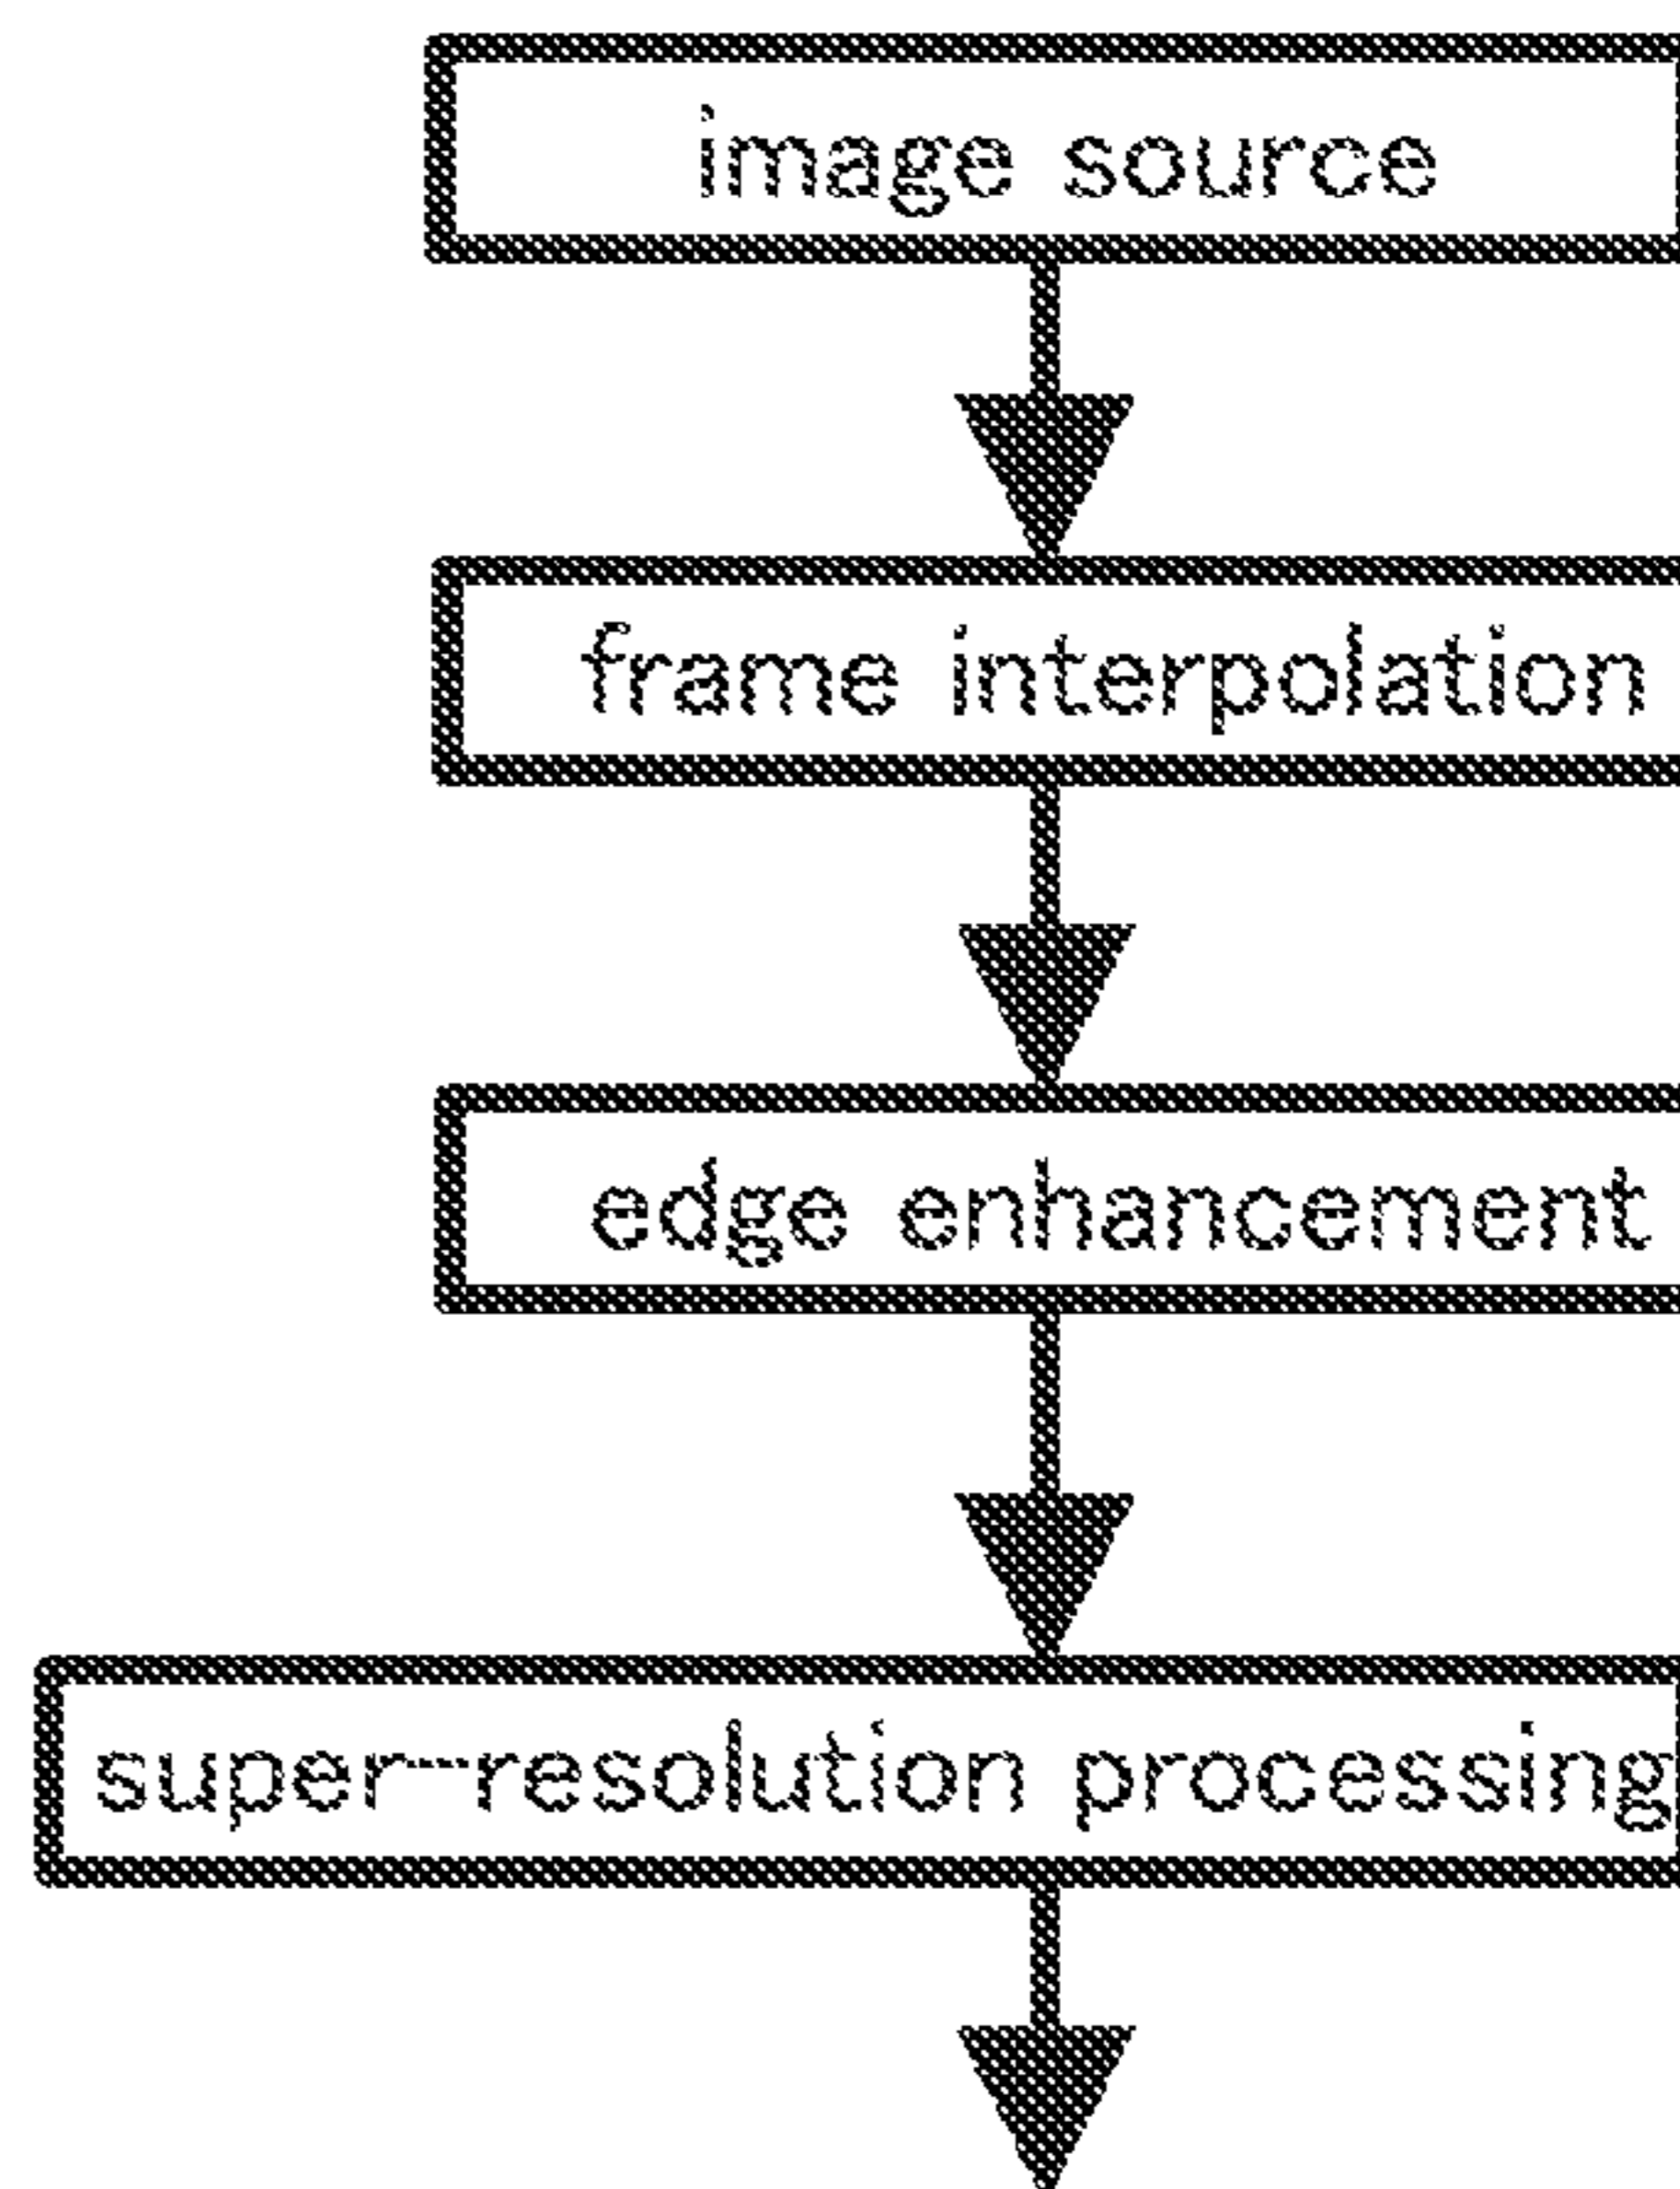 image source
frame interpolation
edge enhancement
super-resolution processing